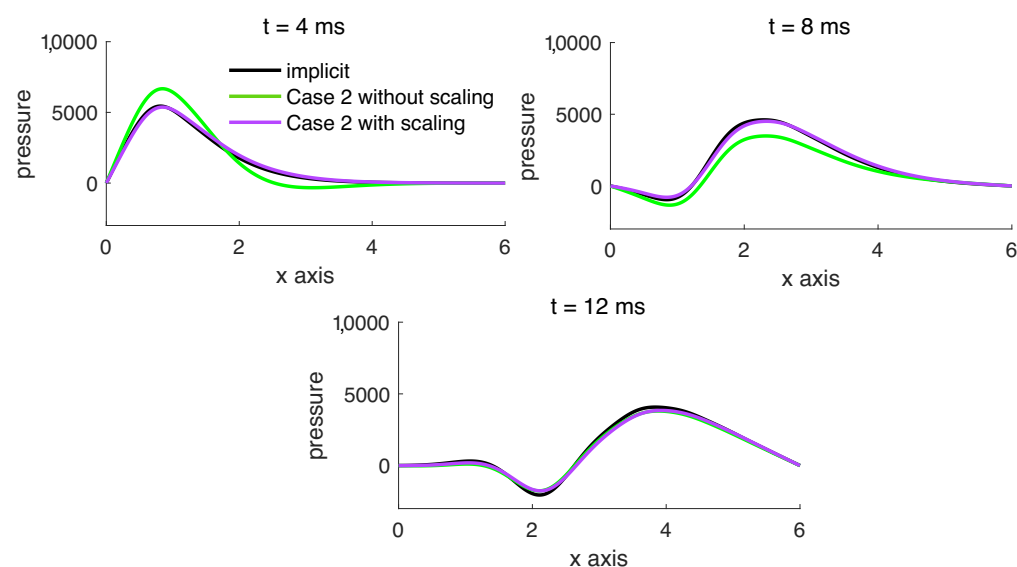 t = 4 ms
1,0000
5000
0
pressure
implicit
Case 2 without scaling
Case 2 with scaling
0 2 4 6
x axis
t = 8 ms
1,0000
5000
0
pressure
0 2 4 6
x axis
t = 12 ms
1,0000
5000
0
pressure
0 2 4 6
x axis